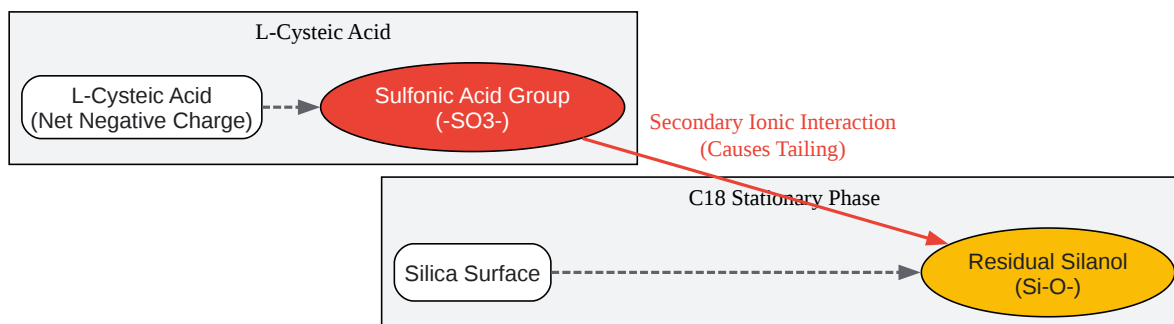 L-Cysteic Acid
L-Cysteic Acid
(Net Negative Charge)
Sulfonic Acid Group
(-SO3-)
Secondary Ionic Interaction
(Causes Tailing)
C18 Stationary Phase
Silica Surface
Residual Silanol
(Si-O-)